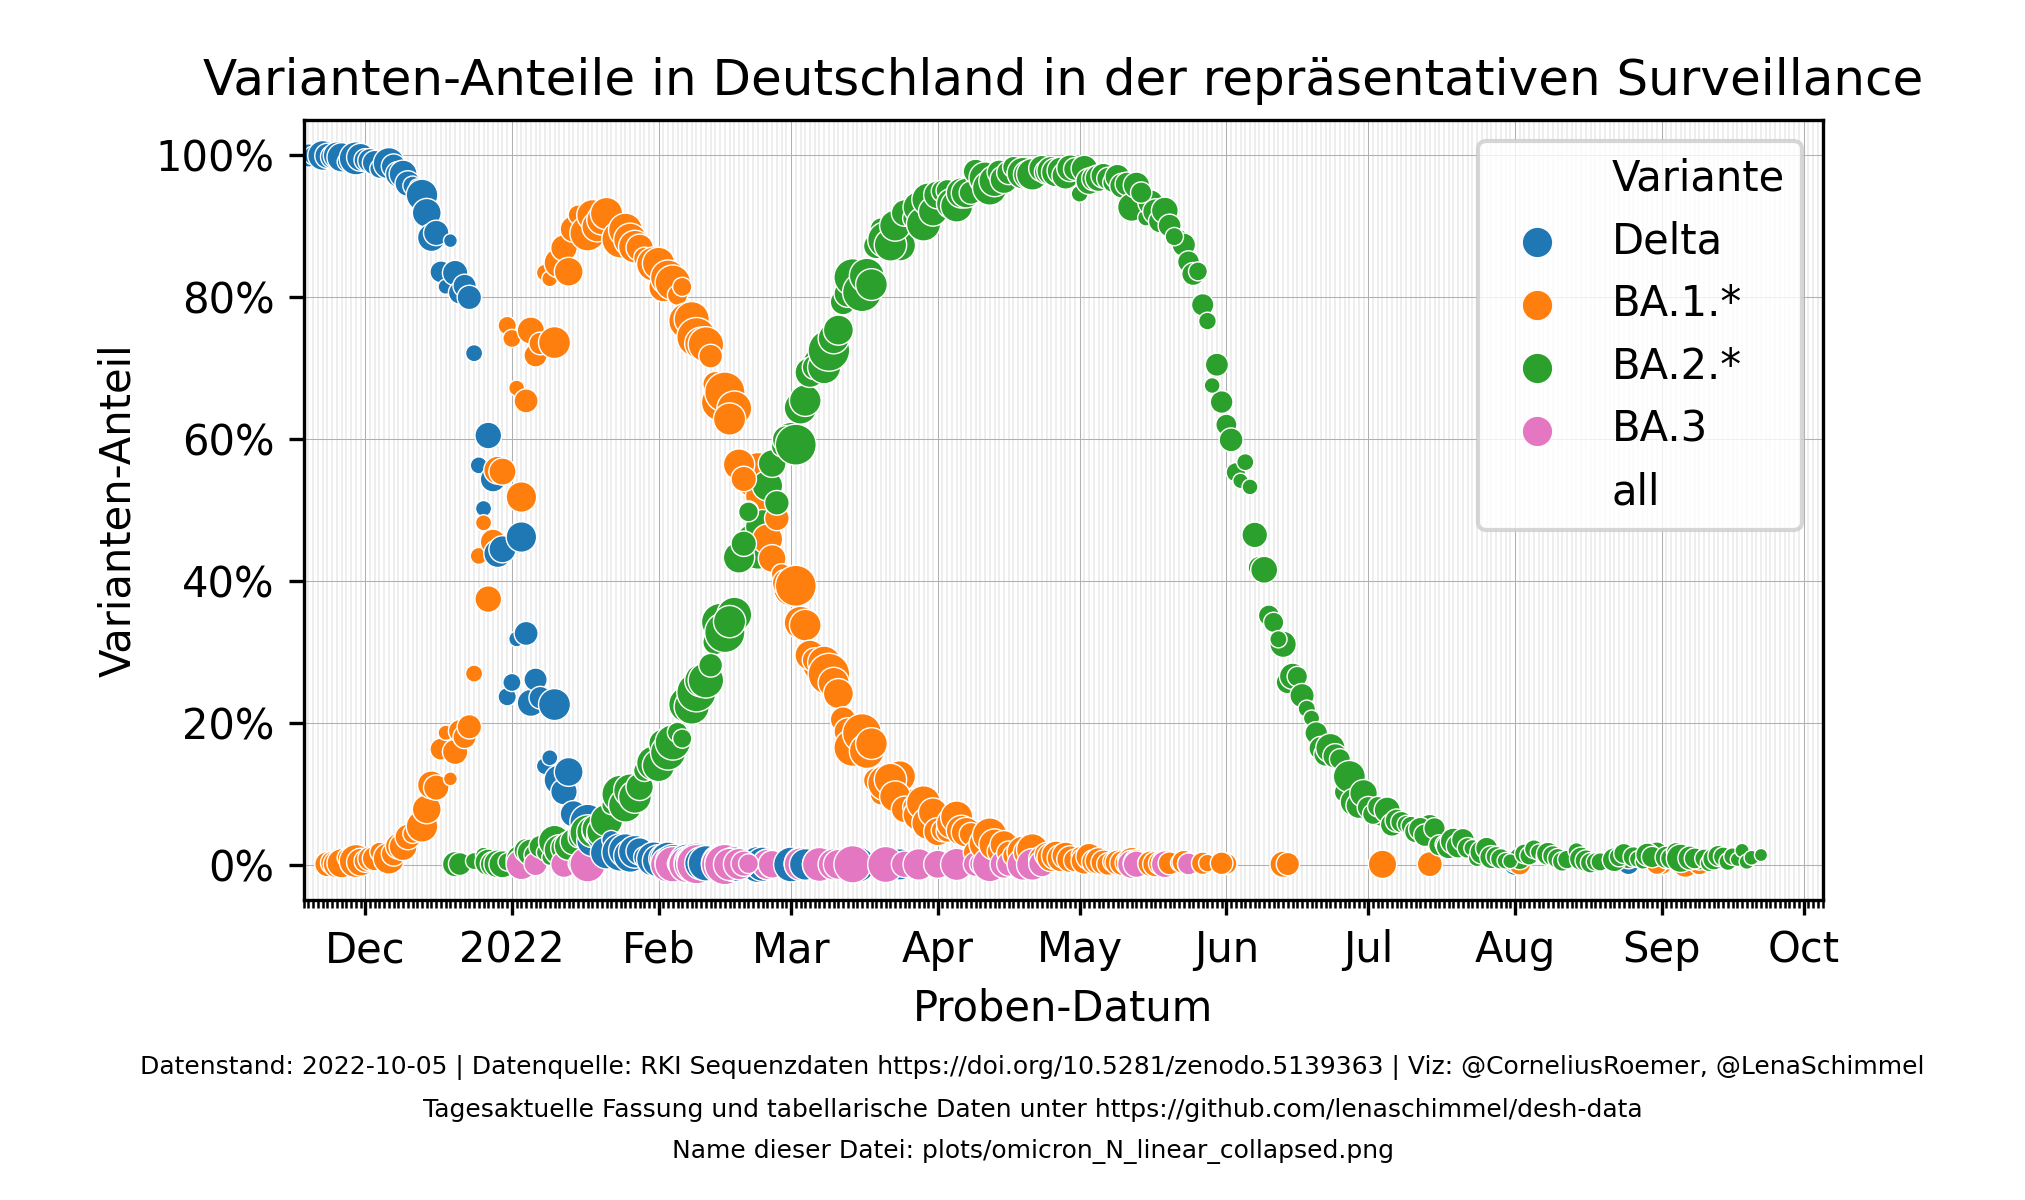 Varianten-Anteile in Deutschland in der repräsentativen Surveillance
Varianten-Anteil
100%
80%
60%
40%
20%
0%
Variante
Delta
BA.1.*
BA.2.*
BA.3
all
Dec 2022 Feb Mar Apr May Jun Jul Aug Sep Oct
Proben-Datum
Datenstand: 2022-10-05 | Datenquelle: RKI Sequenzdaten https://doi.org/10.5281/zenodo.5139363 | Viz: @CorneliusRoemer, @LenaSchimmel
Tagesaktuelle Fassung und tabellarische Daten unter https://github.com/lenaschimmel/desh-data
Name dieser Datei: plots/omicron_N_linear_collapsed.png